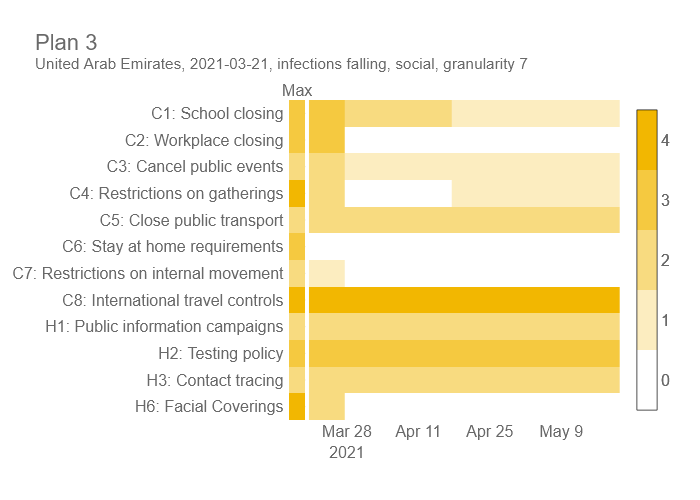 Plan 3
United Arab Emirates, 2021-03-21, infections falling, social, granularity 7
Max
C1: School closing
C2: Workplace closing
C3: Cancel public events
C4: Restrictions on gatherings
C5: Close public transport
C6: Stay at home requirements
C7: Restrictions on internal movement
C8: International travel controls
H1: Public information campaigns
H2: Testing policy
H3: Contact tracing
H6: Facial Coverings
4
3
2
1
0
Mar 28 Apr 11 Apr 25 May 9
2021